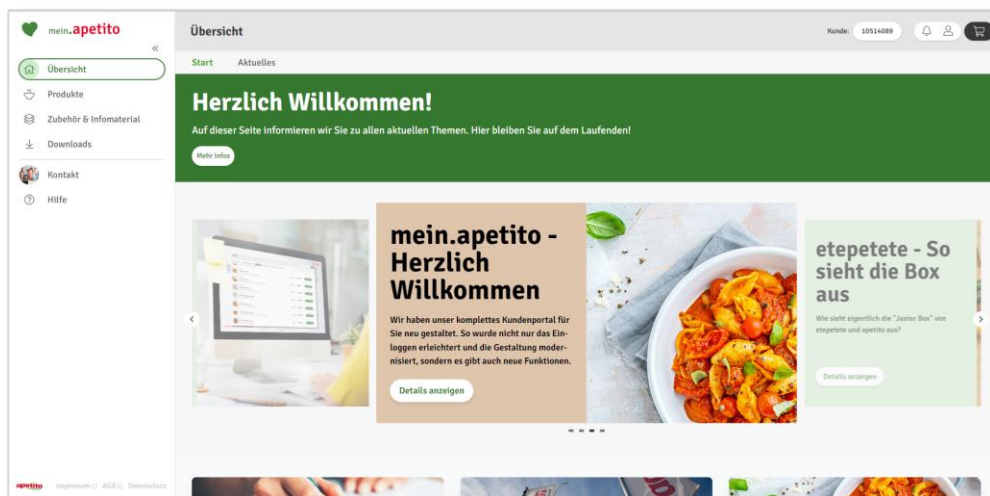 mein.apetito
«
Übersicht
Produkte
Zubehör & Infomaterial
Downloads
Kontakt
Hilfe
apetito Impressum AGB Datenschutz
Übersicht
Kunde: 10514089
Start Aktuelles
Herzlich Willkommen!
Auf dieser Seite informieren wir Sie zu allen aktuellen Themen. Hier bleiben Sie auf dem Laufenden!
Mehr Infos
mein.apetito -
Herzlich
Willkommen
Wir haben unser komplettes Kundenportal für
Sie neu gestaltet. So wurde nicht nur das Ein-
loggen erleichtert und die Gestaltung moder-
nisiert, sondern es gibt auch neue Funktionen.
Details anzeigen
etepetete - So
sieht die Box
aus
Wie sieht eigentlich die "Junior Box" von
etepetete und apetito aus?
Details anzeigen